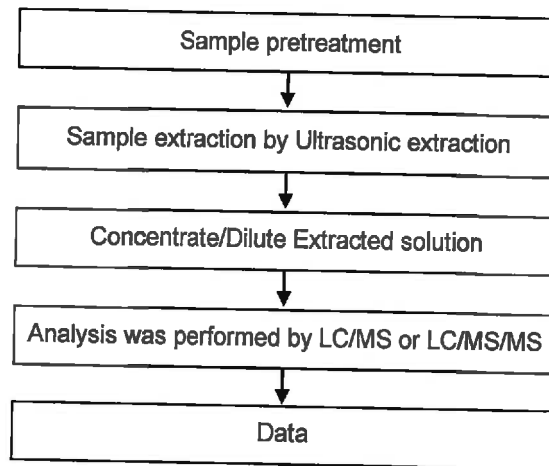 Sample pretreatment
Sample extraction by Ultrasonic extraction
Concentrate/Dilute Extracted solution
Analysis was performed by LC/MS or LC/MS/MS
Data